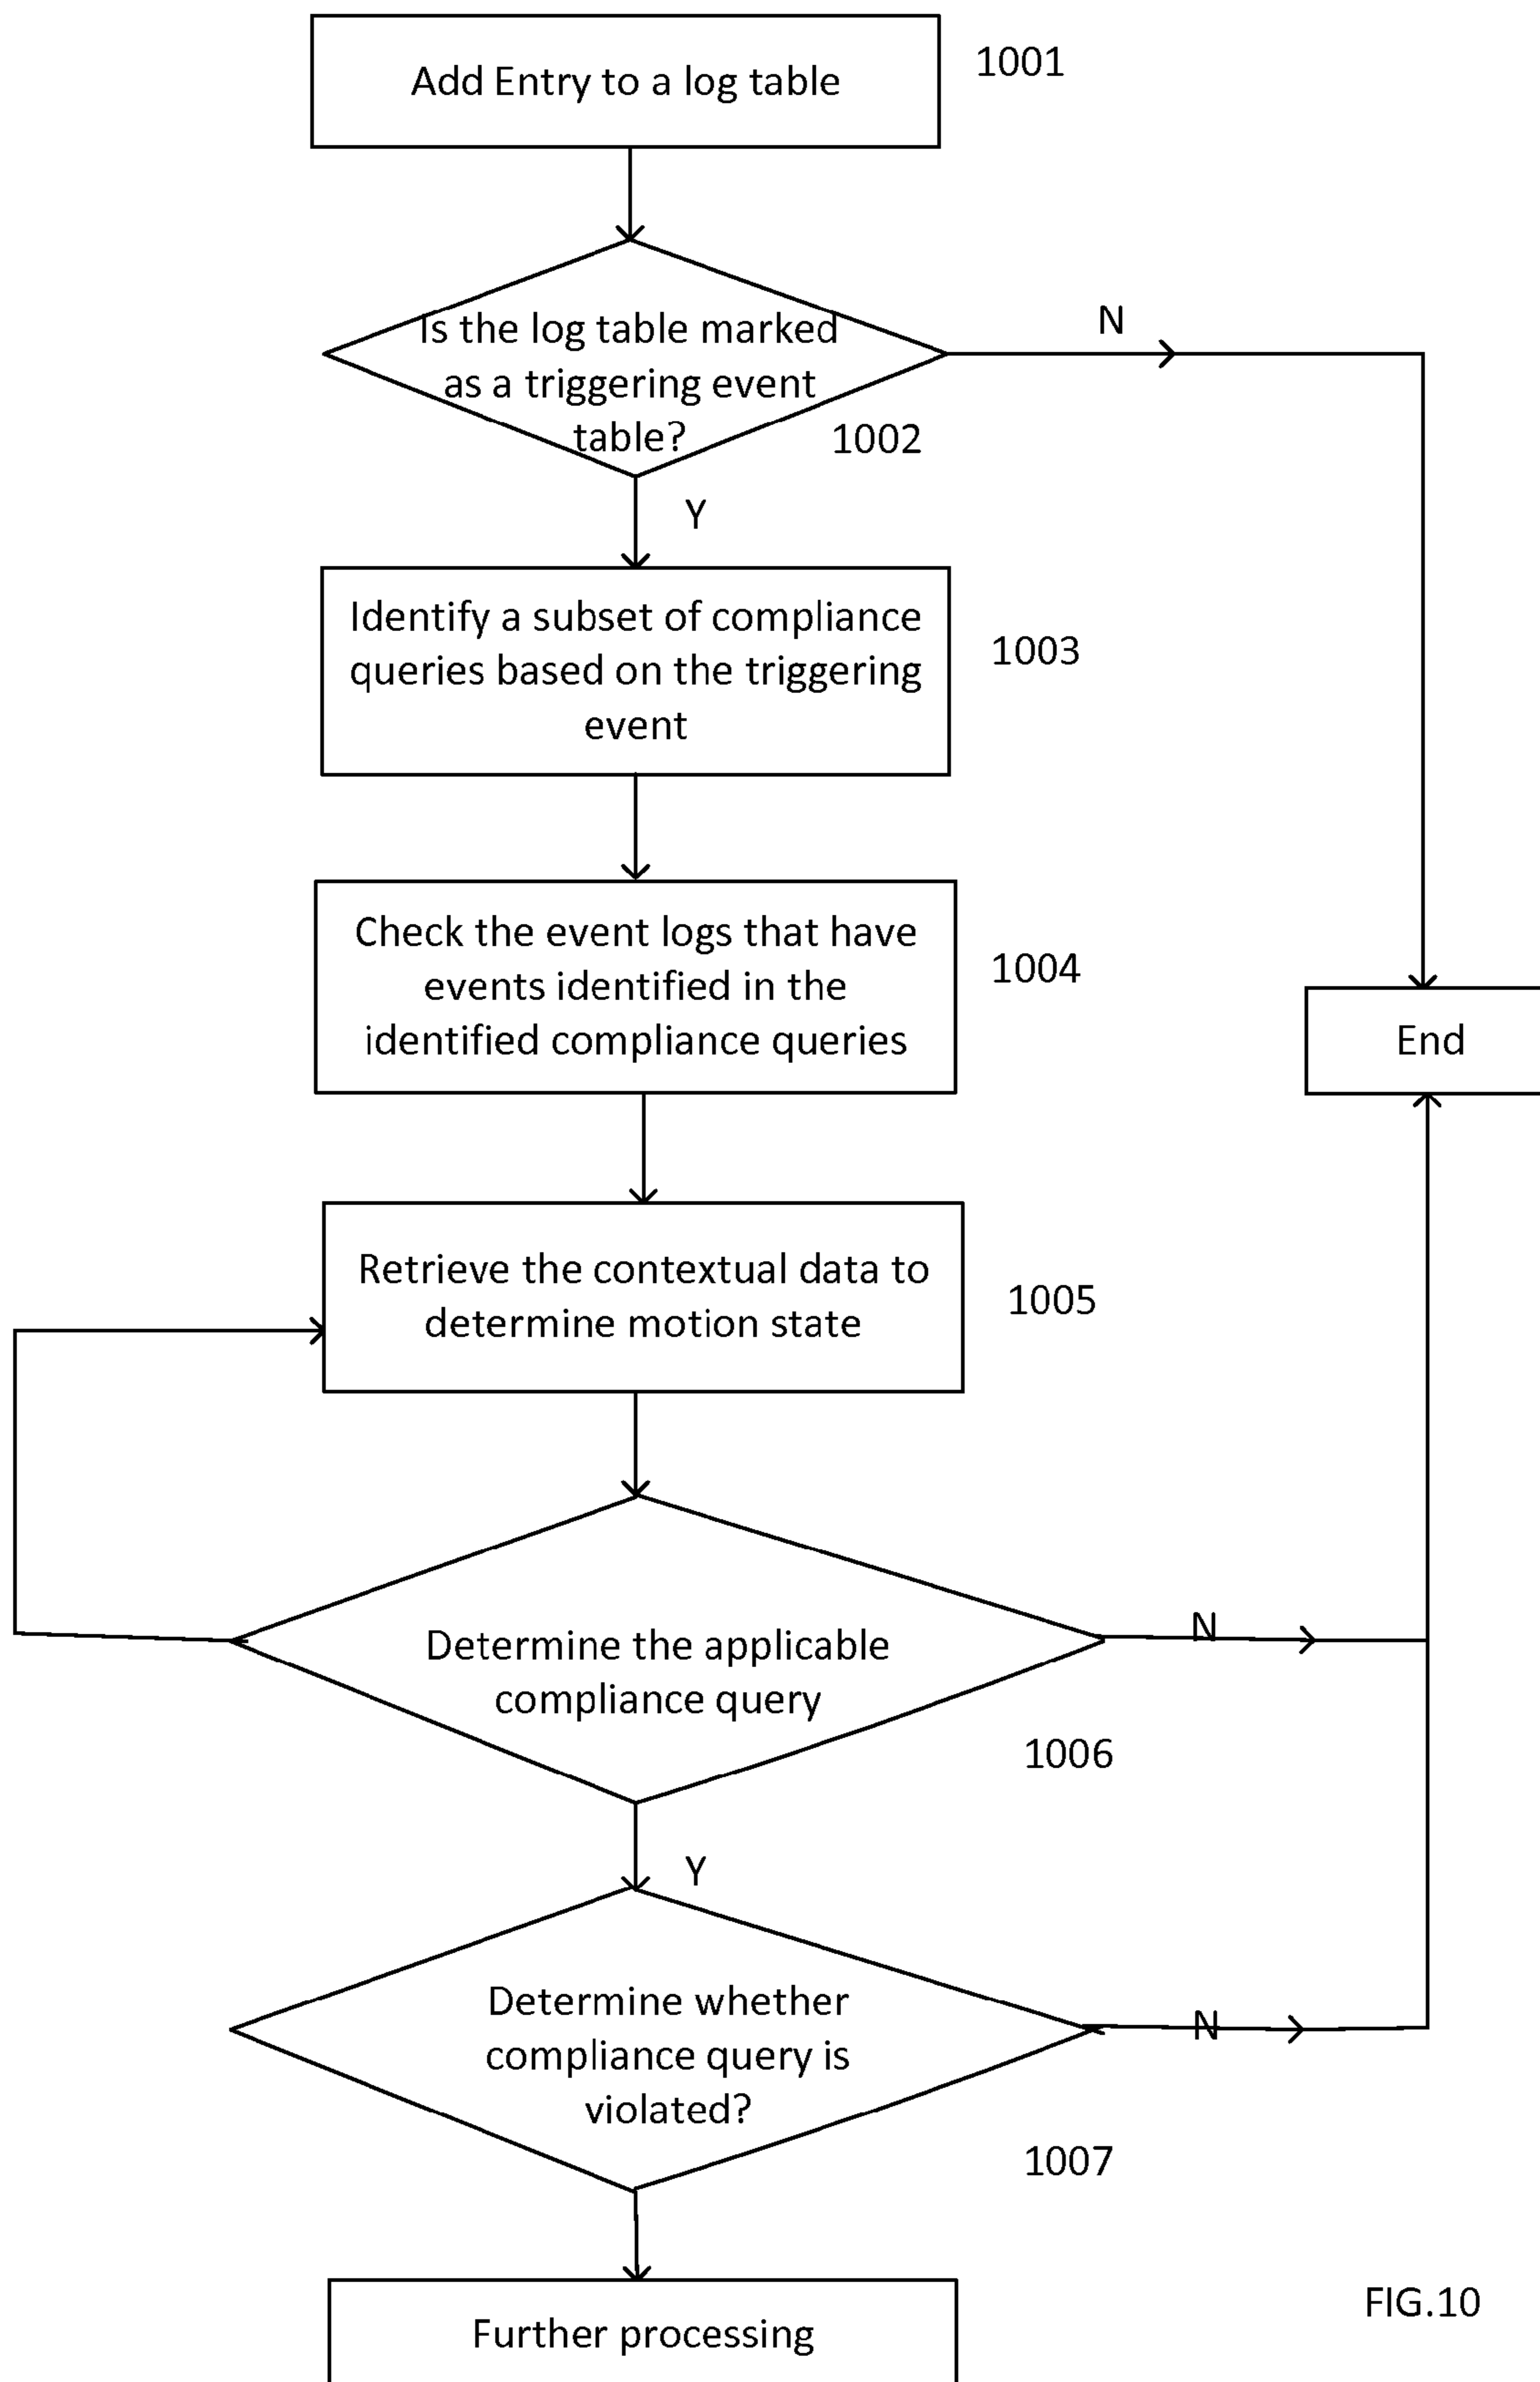 Add Entry to a log table
1001
Is the log table marked
as a triggering event
table?
1002
N
Y
Identify a subset of compliance
queries based on the triggering
event
1003
Check the event logs that have
events identified in the
identified compliance queries
1004
End
Retrieve the contextual data to
determine motion state
1005
Determine the applicable
compliance query
N
1006
Y
Determine whether
compliance query is
violated?
N
1007
Further processing
FIG.10